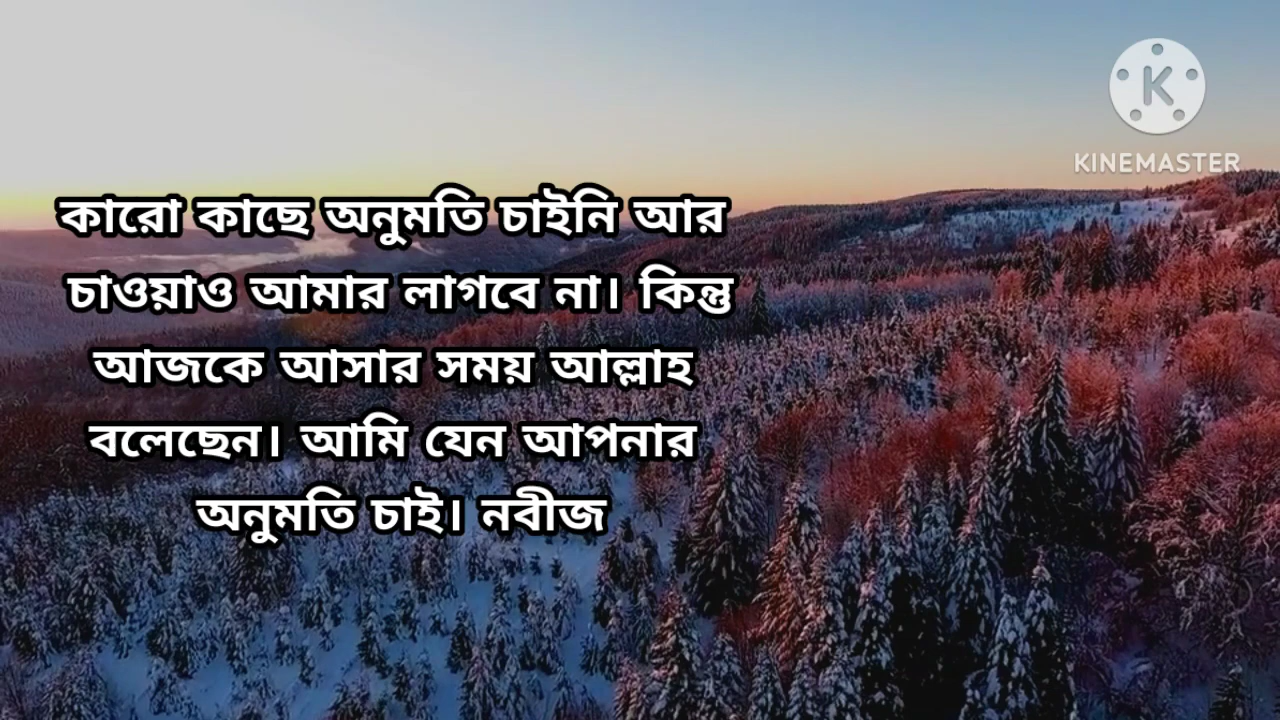 KINEMASTER
কারো কাছে অনুমতি চাইনি আর
চাওয়াও আমার লাগবে না। কিন্তু
আজকে আসার সময় আল্লাহ
বলেছেন। আমি যেন আপনার
অনুমতি চাই। নবীজ